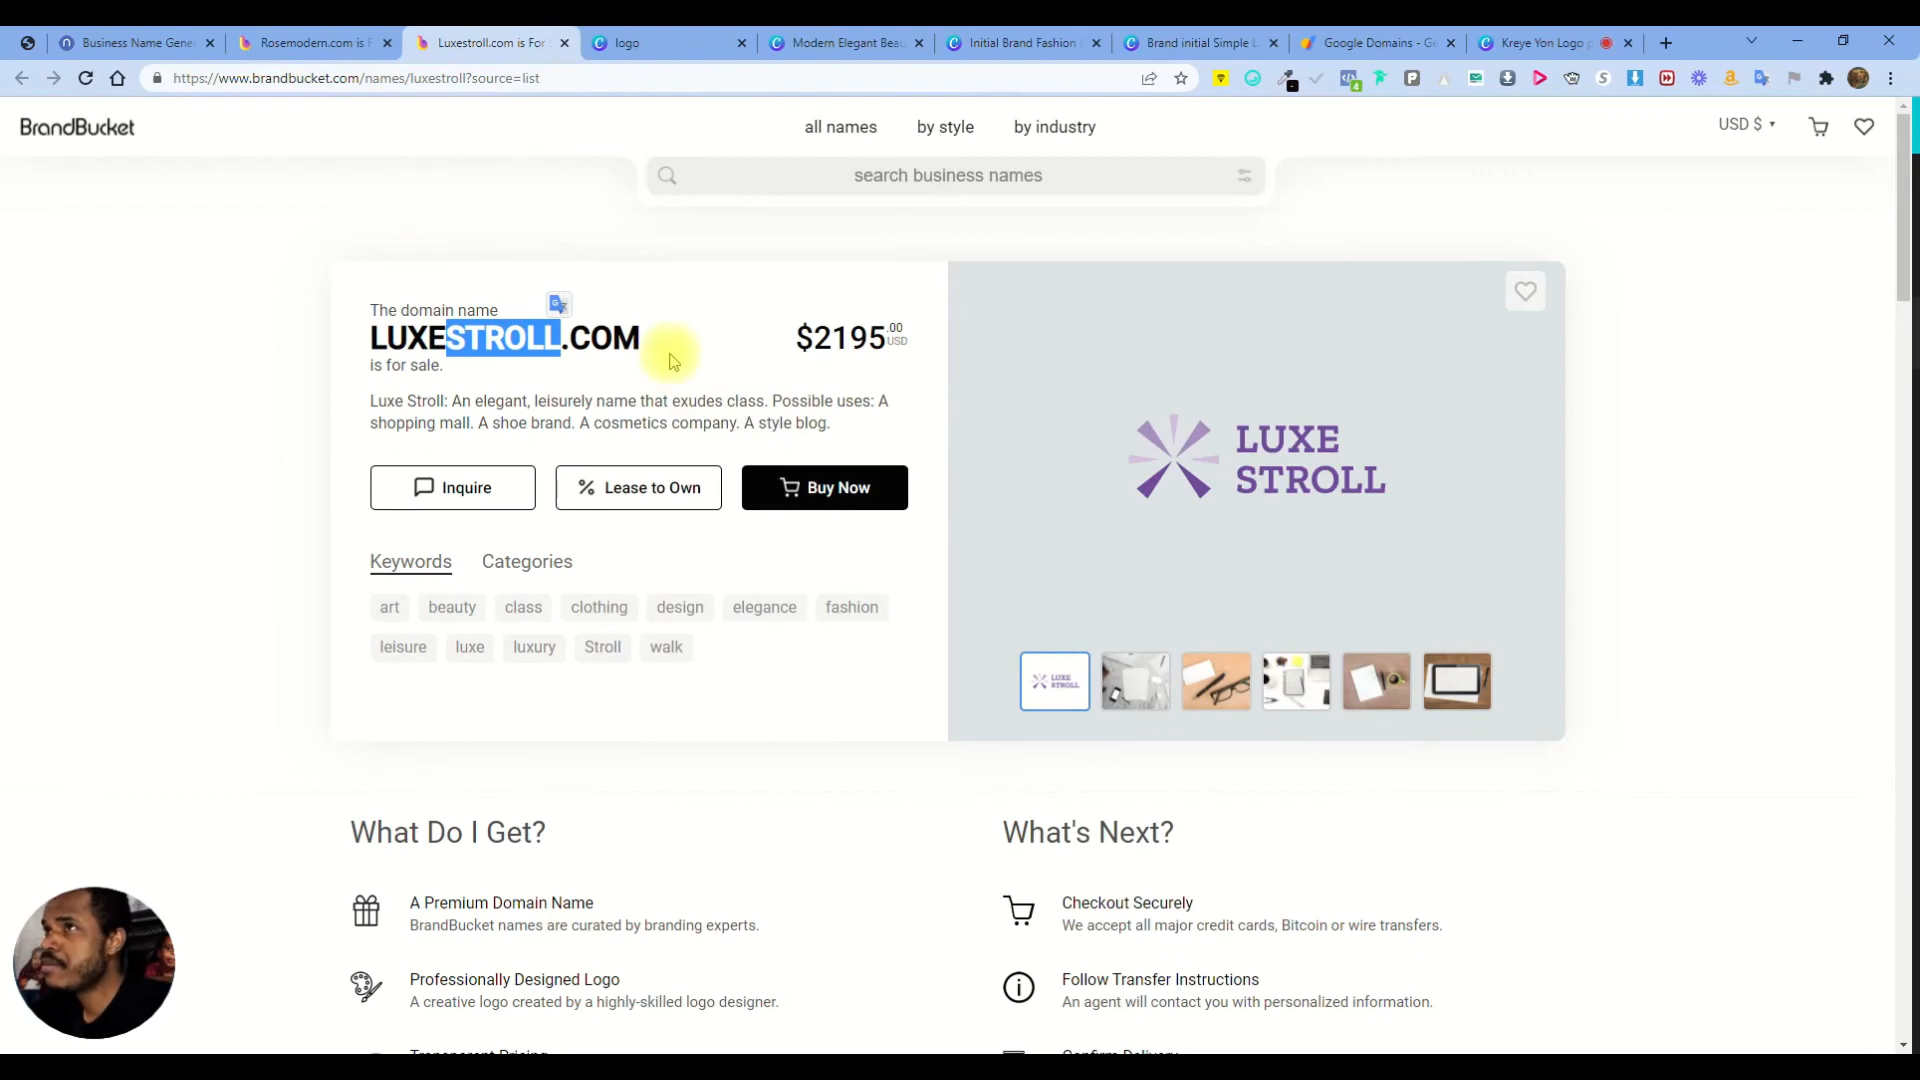 Business Name Gene
Rosemodern.com is F
Luxestroll.com is For
logo
Modern Elegant Beau
Initial Brand Fashion
Brand initial Simple L
Google Domains - Ge
Kreye Yon Logo p
https://www.brandbucket.com/names/luxestroll?source=list
BrandBucket
all names
by style
by industry
USD $
search business names
The domain name
LUXESTROLL.COM
$2195.00 USD
is for sale.
Luxe Stroll: An elegant, leisurely name that exudes class. Possible uses: A
shopping mall. A shoe brand. A cosmetics company. A style blog.
Inquire
Lease to Own
Buy Now
Keywords
Categories
art beauty class clothing design elegance fashion
leisure luxe luxury Stroll walk
LUXE
STROLL
LUXE
STROLL
What Do I Get?
A Premium Domain Name
BrandBucket names are curated by branding experts.
Professionally Designed Logo
A creative logo created by a highly-skilled logo designer.
What's Next?
Checkout Securely
We accept all major credit cards, Bitcoin or wire transfers.
Follow Transfer Instructions
An agent will contact you with personalized information.